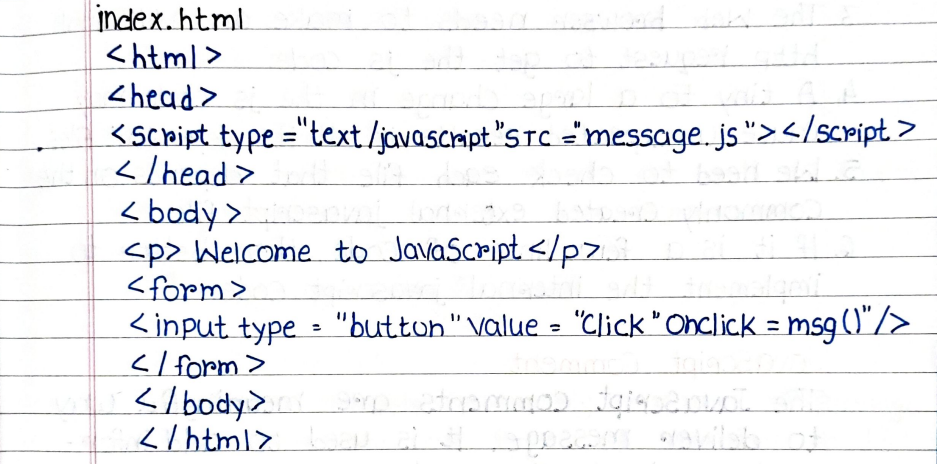 index.html
<html>
<head>
<script type ="text/javascript" src ="message.js"></script>
</head>
<body>
<p> Welcome to JavaScript </p>
<form>
<input type = "button" value = "Click" Onclick = msg()"/>
</form>
</body>
</html>